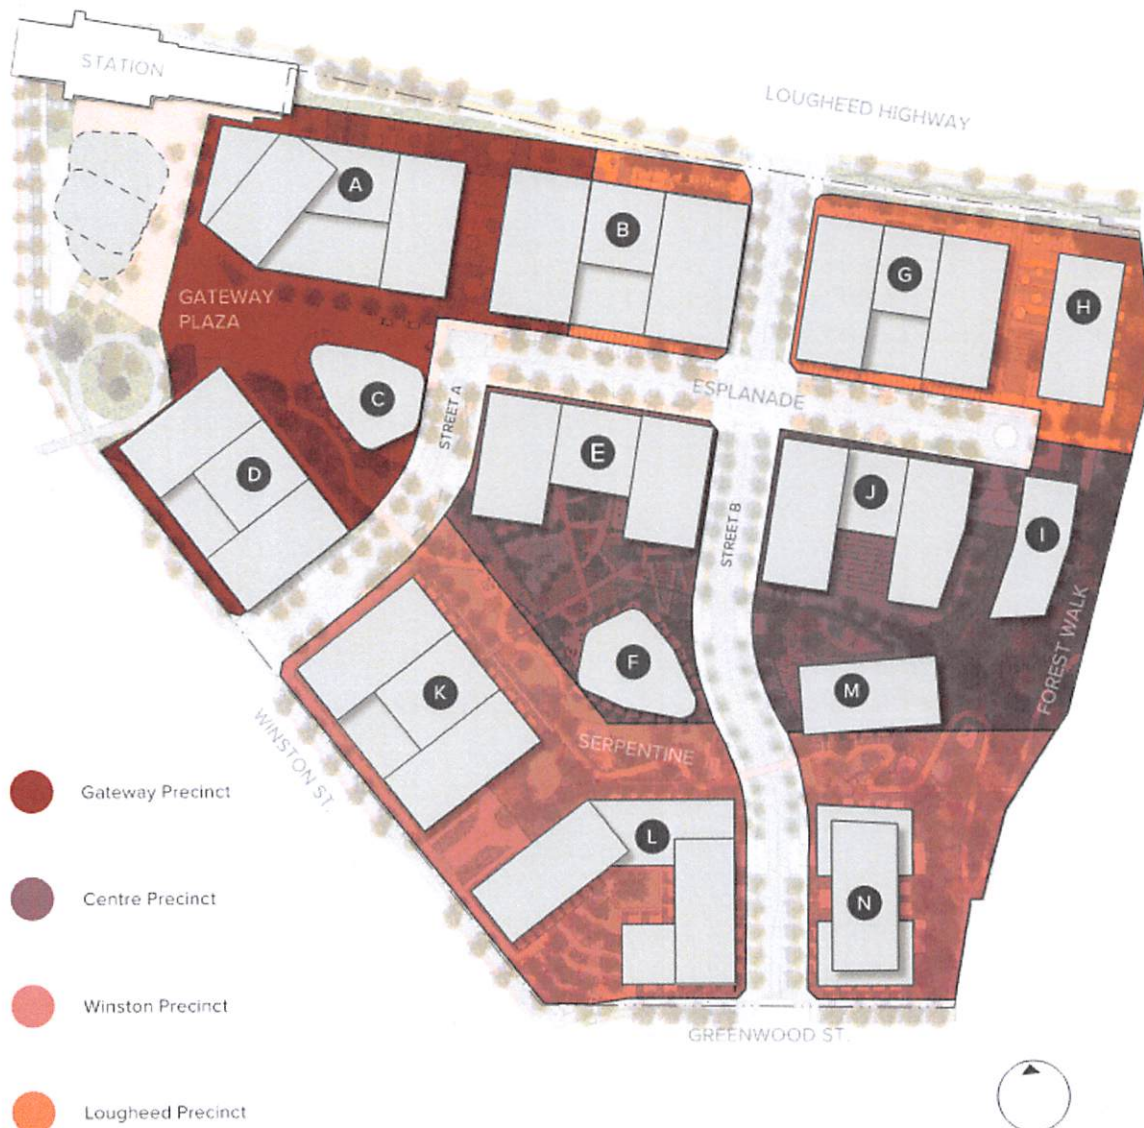 STATION
LOUGHEED HIGHWAY
A
B
G
H
GATEWAY
PLAZA
C
STREET A
ESPLANADE
D
E
STREET B
J
I
FOREST WALK
K
F
M
SERPENTINE
WINSTON ST.
L
N
GREENWOOD ST.
Gateway Precinct
Centre Precinct
Winston Precinct
Lougheed Precinct